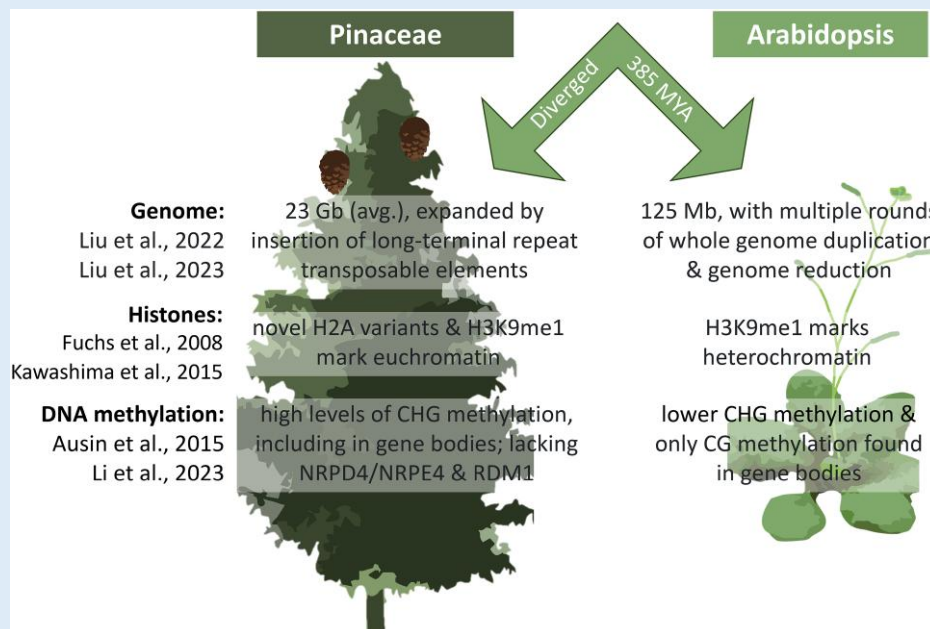 Pinaceae
Arabidopsis
Diverged
385 MYA
Genome:
Liu et al., 2022
Liu et al., 2023
23 Gb (avg.), expanded by
insertion of long-terminal repeat
transposable elements
125 Mb, with multiple rounds
of whole genome duplication
& genome reduction
Histones:
Fuchs et al., 2008
Kawashima et al., 2015
novel H2A variants & H3K9me1
mark euchromatin
H3K9me1 marks
heterochromatin
DNA methylation:
Ausin et al., 2015
Li et al., 2023
high levels of CHG methylation,
including in gene bodies; lacking
NRPD4/NRPE4 & RDM1
lower CHG methylation &
only CG methylation found
in gene bodies